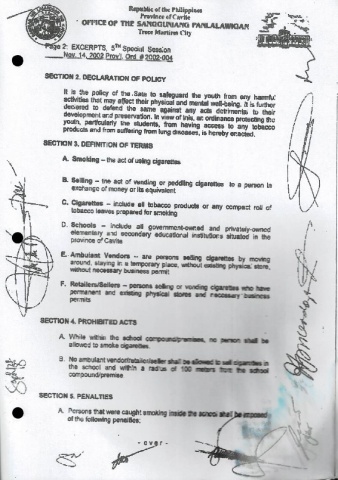 Republic of the Philippines
Province of Cavite
OFFICE OF THE SANGGUNIANG PANLALAWIGAN
Trece Martires City
Page 2: EXCERPTS, 5TH Special Session
Nov. 14, 2002 Provl. Ord # 2002-004
SECTION 2. DECLARATION OF POLICY
It is the policy of the State to safeguard the youth from any harmful
activities that may affect their physical and mental well-being. It is further
declared to defend the same against any acts detrimental to their
development and preservation. In view of this, an ordinance protecting the
youth, particularly the students, from having access to any tobacco
products and from suffering from lung diseases, is hereby enacted.
SECTION 3. DEFINITION OF TERMS
A. Smoking – the act of using cigarettes
B. Selling – the act of vending or peddling cigarettes to a person in
exchange of money or its equivalent
C. Cigarettes – include all tobacco products or any compact roll of
tobacco leaves prepared for smoking
D. Schools – include all government-owned and privately-owned
elementary and secondary educational institutions situated in the
province of Cavite
E. Ambulant Vendors – are persons selling cigarettes by moving
around, staying in a temporary place, without existing physical store,
without necessary business permit
F. Retailers/Sellers – persons selling or vending cigarettes who have
permanent and existing physical stores and necessary business
permits
SECTION 4. PROHIBITED ACTS
A. While within the school compound/premises, no person shall be
allowed to smoke cigarettes.
B. No ambulant vendor/retailer/seller shall be allowed to sell cigarettes in
the school and within a radius of 100 meters from the school
compound/premise
SECTION 5. PENALTIES
A. Persons that were caught smoking inside the school shall be imposed
of the following penalties:
- over -